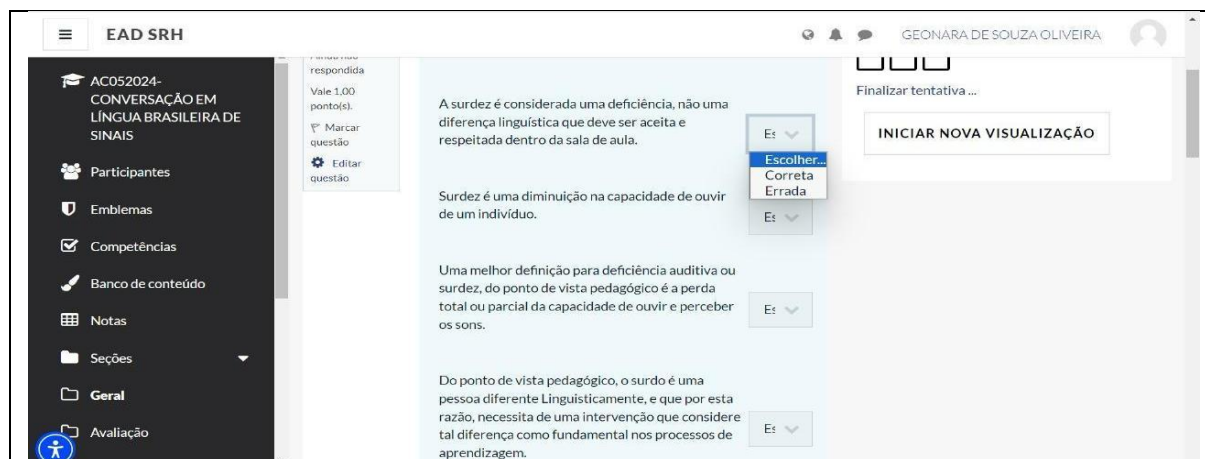 EAD SRH
GEONARA DE SOUZA OLIVEIRA
AC052024-
CONVERSAÇÃO EM
LÍNGUA BRASILEIRA DE
SINAIS
Participantes
Emblemas
Competências
Banco de conteúdo
Notas
Seções
Geral
Avaliação
respondida
Vale 1,00
ponto(s).
Marcar
questão
Editar
questão
A surdez é considerada uma deficiência, não uma
diferença linguística que deve ser aceita e
respeitada dentro da sala de aula.
Es
Escolher...
Correta
Errada
Surdez é uma diminuição na capacidade de ouvir
de um indivíduo.
Es
Uma melhor definição para deficiência auditiva ou
surdez, do ponto de vista pedagógico é a perda
total ou parcial da capacidade de ouvir e perceber
os sons.
Es
Do ponto de vista pedagógico, o surdo é uma
pessoa diferente Linguisticamente, e que por esta
razão, necessita de uma intervenção que considere
tal diferença como fundamental nos processos de
aprendizagem.
Es
Finalizar tentativa ...
INICIAR NOVA VISUALIZAÇÃO